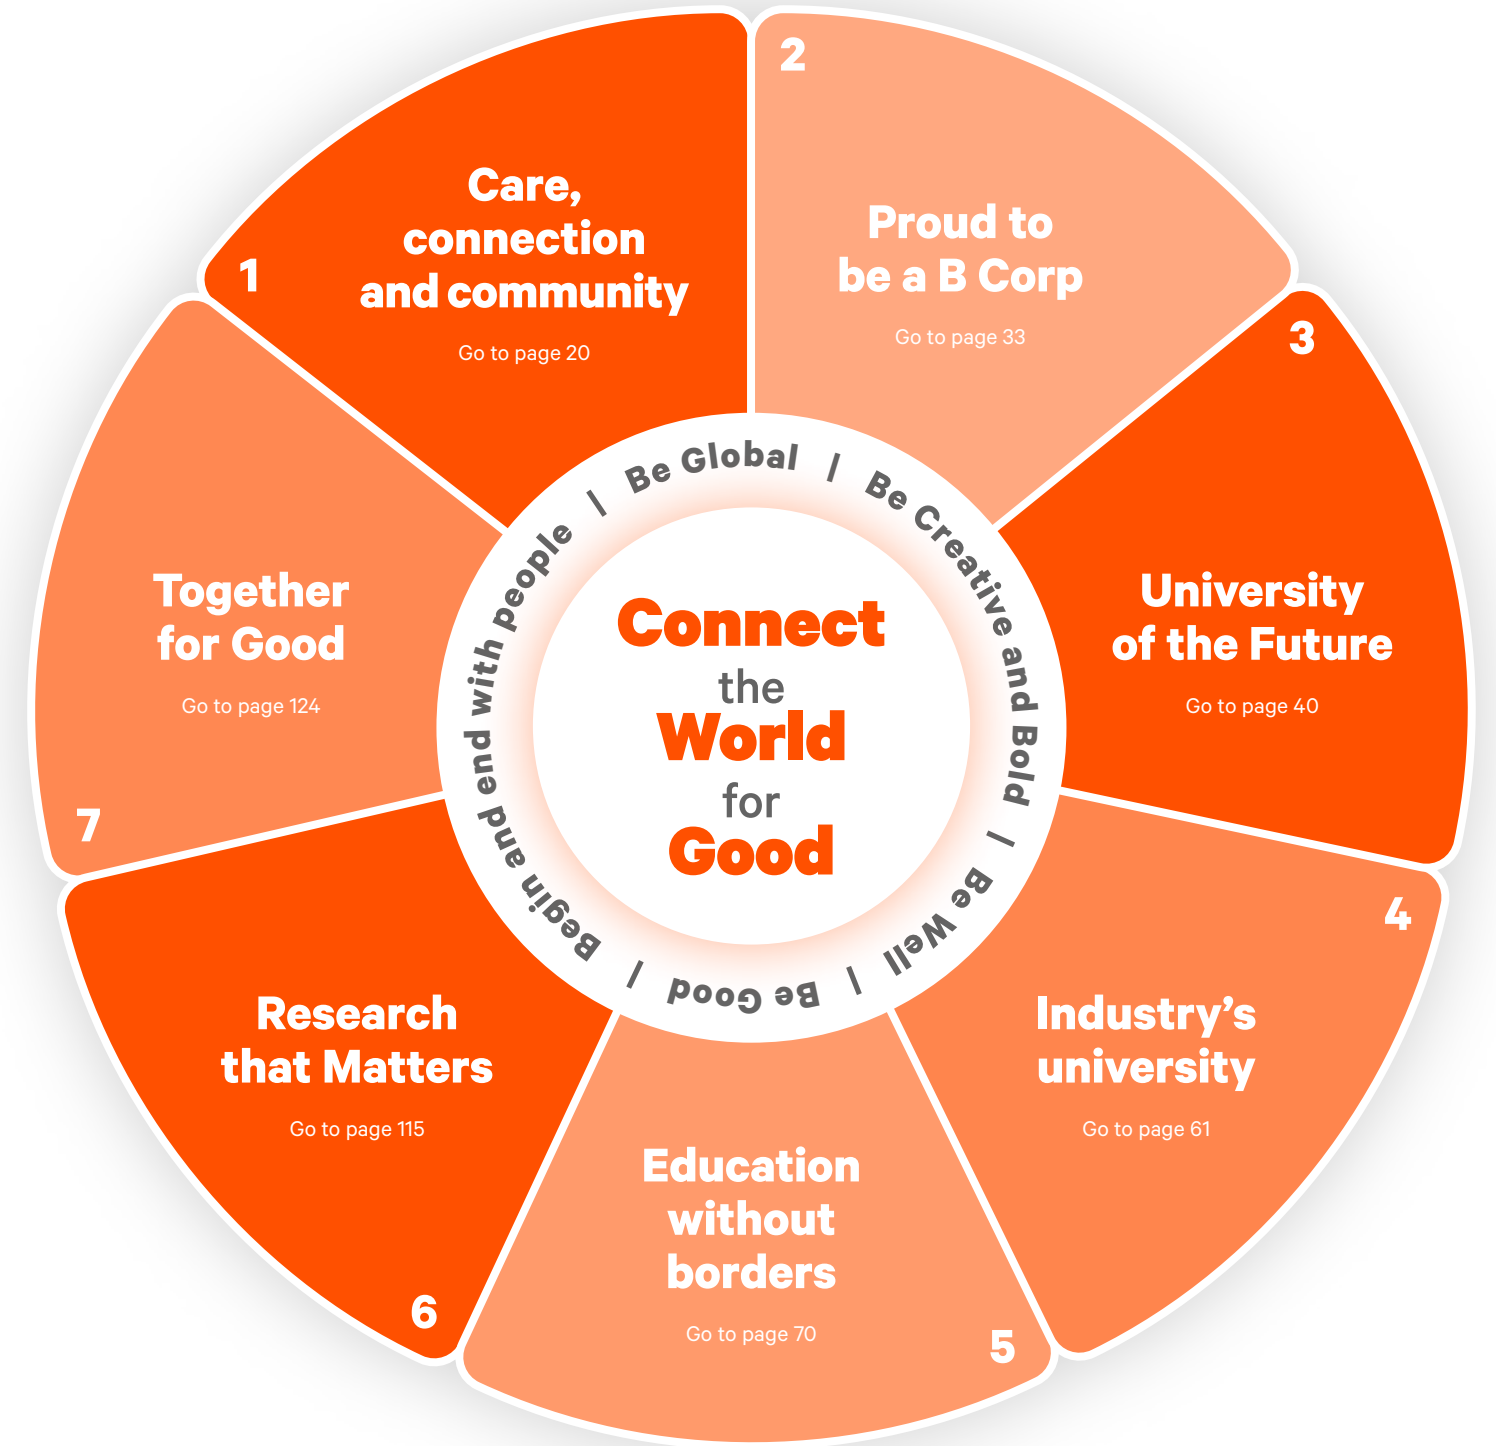 1
Care,
connection
and community
Go to page 20
2
Proud to
be a B Corp
Go to page 33
3
University
of the Future
Go to page 40
4
Industry’s
university
Go to page 61
5
Education
without
borders
Go to page 70
6
Research
that Matters
Go to page 115
7
Together
for Good
Go to page 124
Begin and end with people | Be Global | Be Creative and Bold | Be Well | Be Good |
Connect
the
World
for
Good